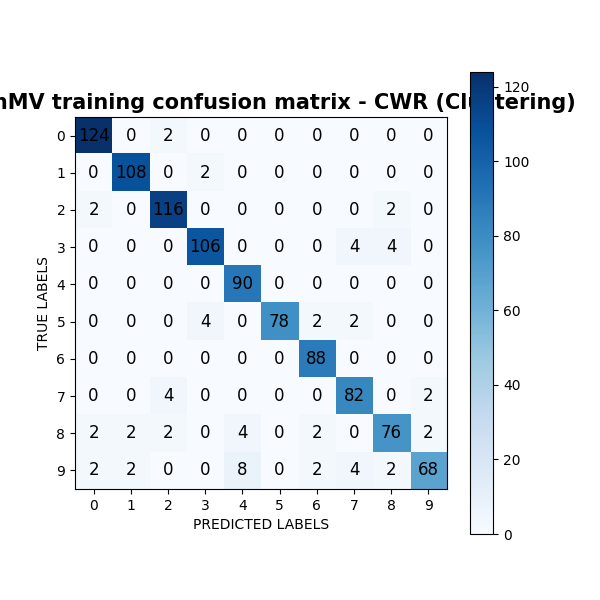 nMV training confusion matrix - CWR (Clustering)
120
100
80
60
40
20
0
TRUE LABELS
0 124 0 2 0 0 0 0 0 0 0
1 0 108 0 2 0 0 0 0 0 0
2 2 0 116 0 0 0 0 0 2 0
3 0 0 0 106 0 0 0 4 4 0
4 0 0 0 0 90 0 0 0 0 0
5 0 0 0 4 0 78 2 2 0 0
6 0 0 0 0 0 0 88 0 0 0
7 0 0 4 0 0 0 0 82 0 2
8 2 2 2 0 4 0 2 0 76 2
9 2 2 0 0 8 0 2 4 2 68
0 1 2 3 4 5 6 7 8 9
PREDICTED LABELS